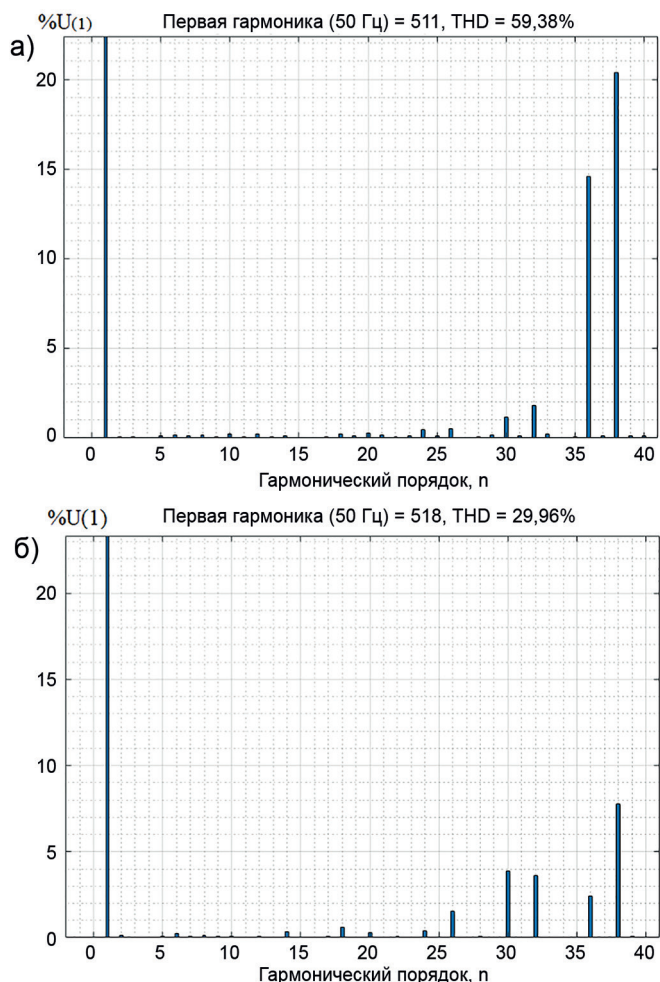 %U(1) Первая гармоника (50 Гц) = 511, THD = 59,38%
а)
20
15
10
5
0
0 5 10 15 20 25 30 35 40
Гармонический порядок, n
%U(1) Первая гармоника (50 Гц) = 518, THD = 29,96%
б)
20
15
10
5
0
0 5 10 15 20 25 30 35 40
Гармонический порядок, n